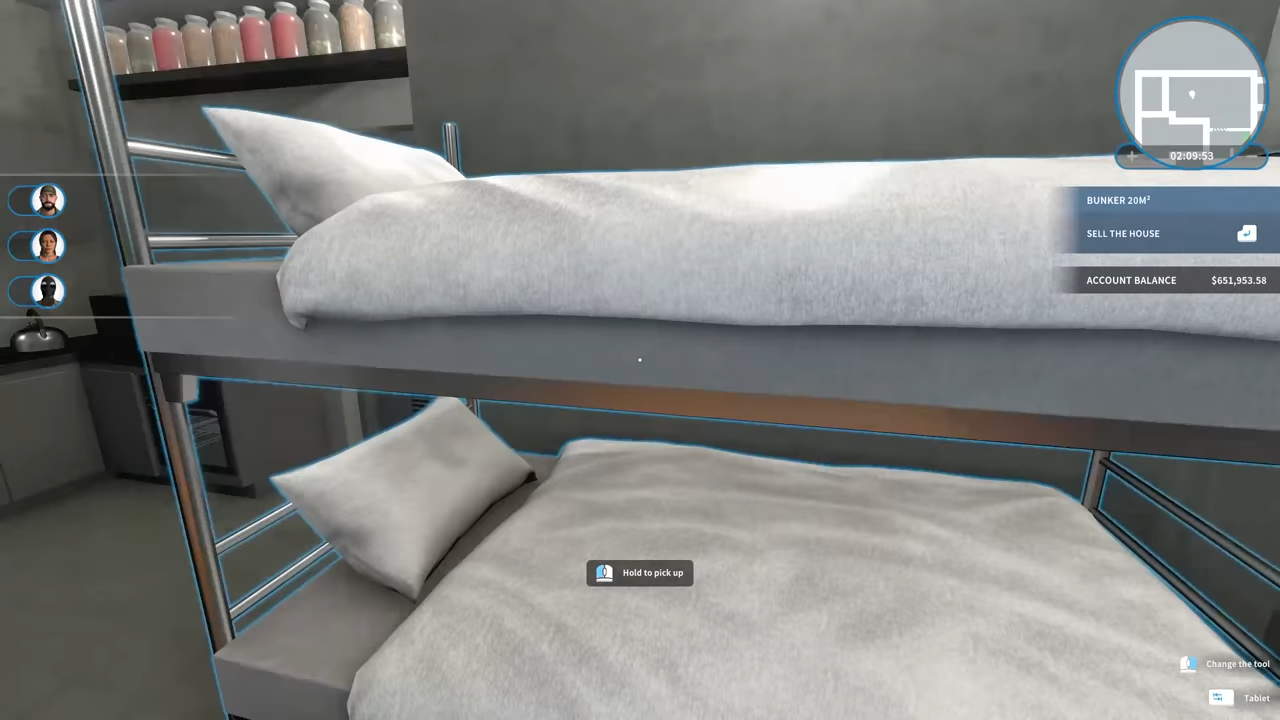 02:09:53
BUNKER 20M²
SELL THE HOUSE
ACCOUNT BALANCE $651,953.58
Hold to pick up
Change the tool
Tablet